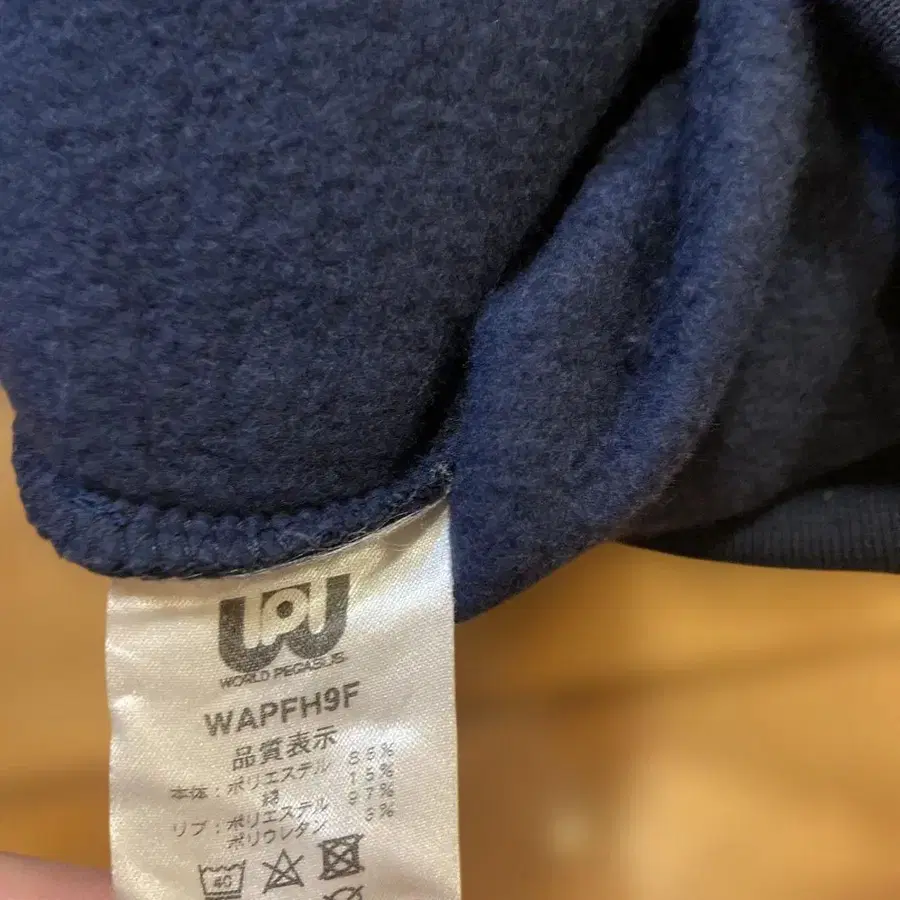 WORLD PEGASUS
WAPFH9F
品質表示
本体：ポリエステル 85%
綿 15%
リブ：ポリエステル 97%
ポリウレタン 3%
40